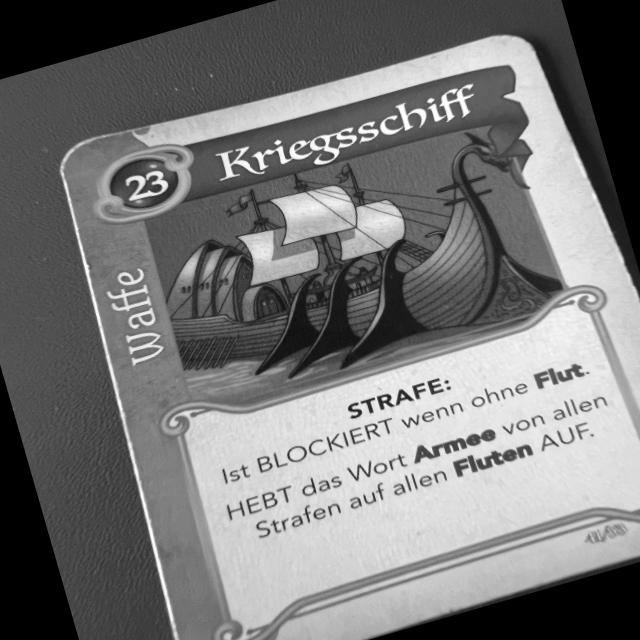 23
Kriegsschiff
Waffe
STRAFE:
Ist BLOCKIERT wenn ohne Flut.
HEBT das Wort Armee von allen
Strafen auf allen Fluten AUF.